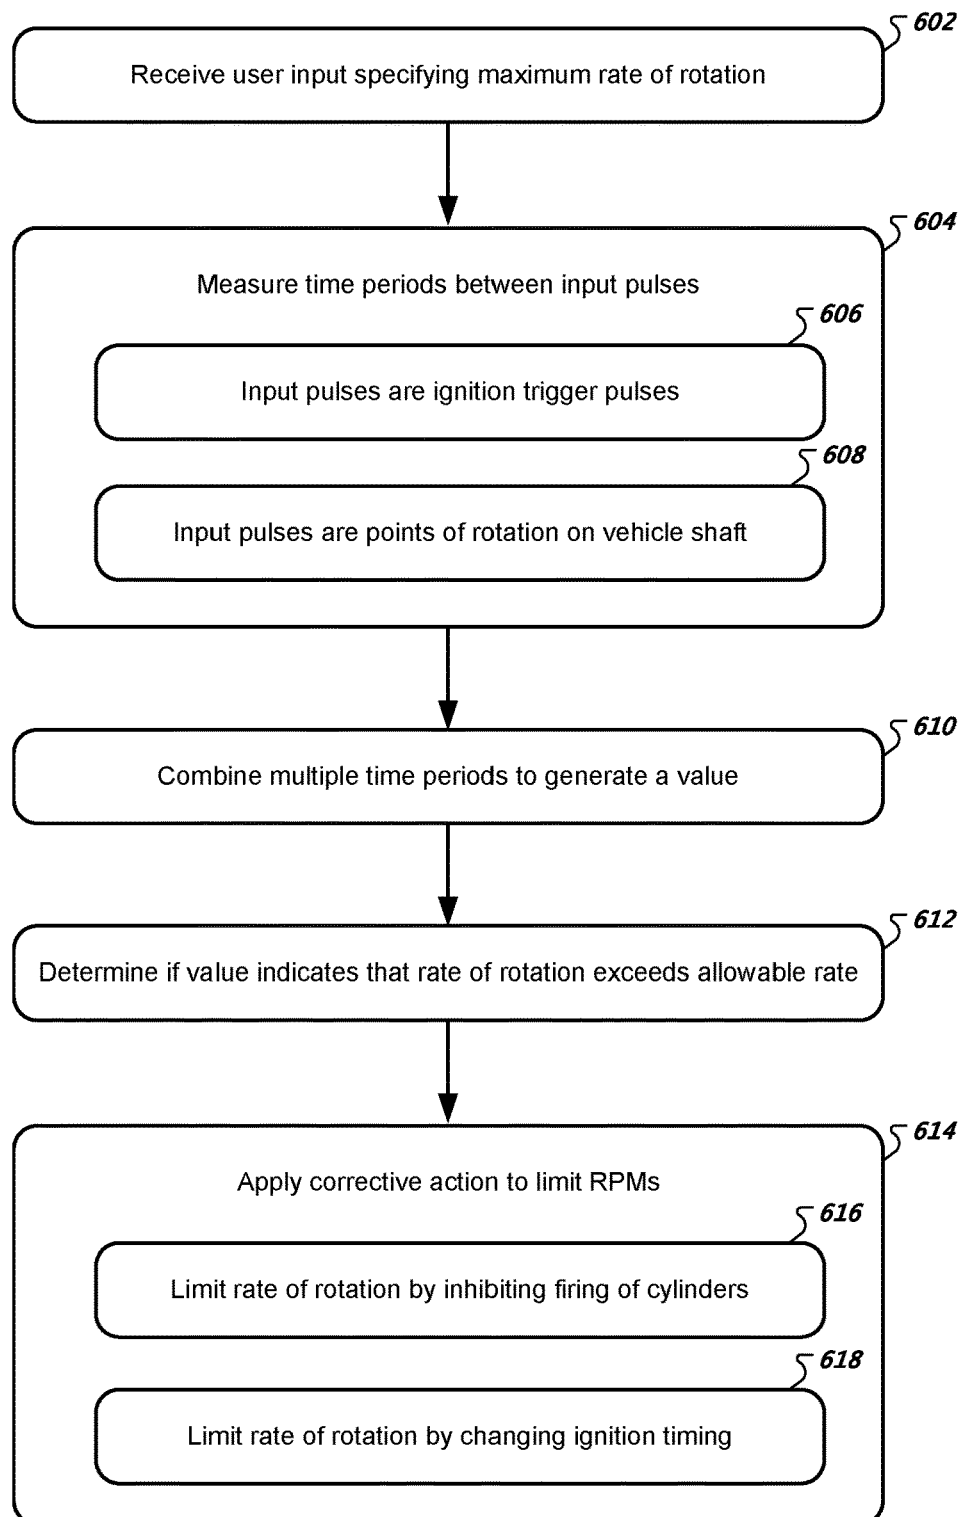 602
Receive user input specifying maximum rate of rotation
604
Measure time periods between input pulses
606
Input pulses are ignition trigger pulses
608
Input pulses are points of rotation on vehicle shaft
610
Combine multiple time periods to generate a value
612
Determine if value indicates that rate of rotation exceeds allowable rate
614
Apply corrective action to limit RPMs
616
Limit rate of rotation by inhibiting firing of cylinders
618
Limit rate of rotation by changing ignition timing